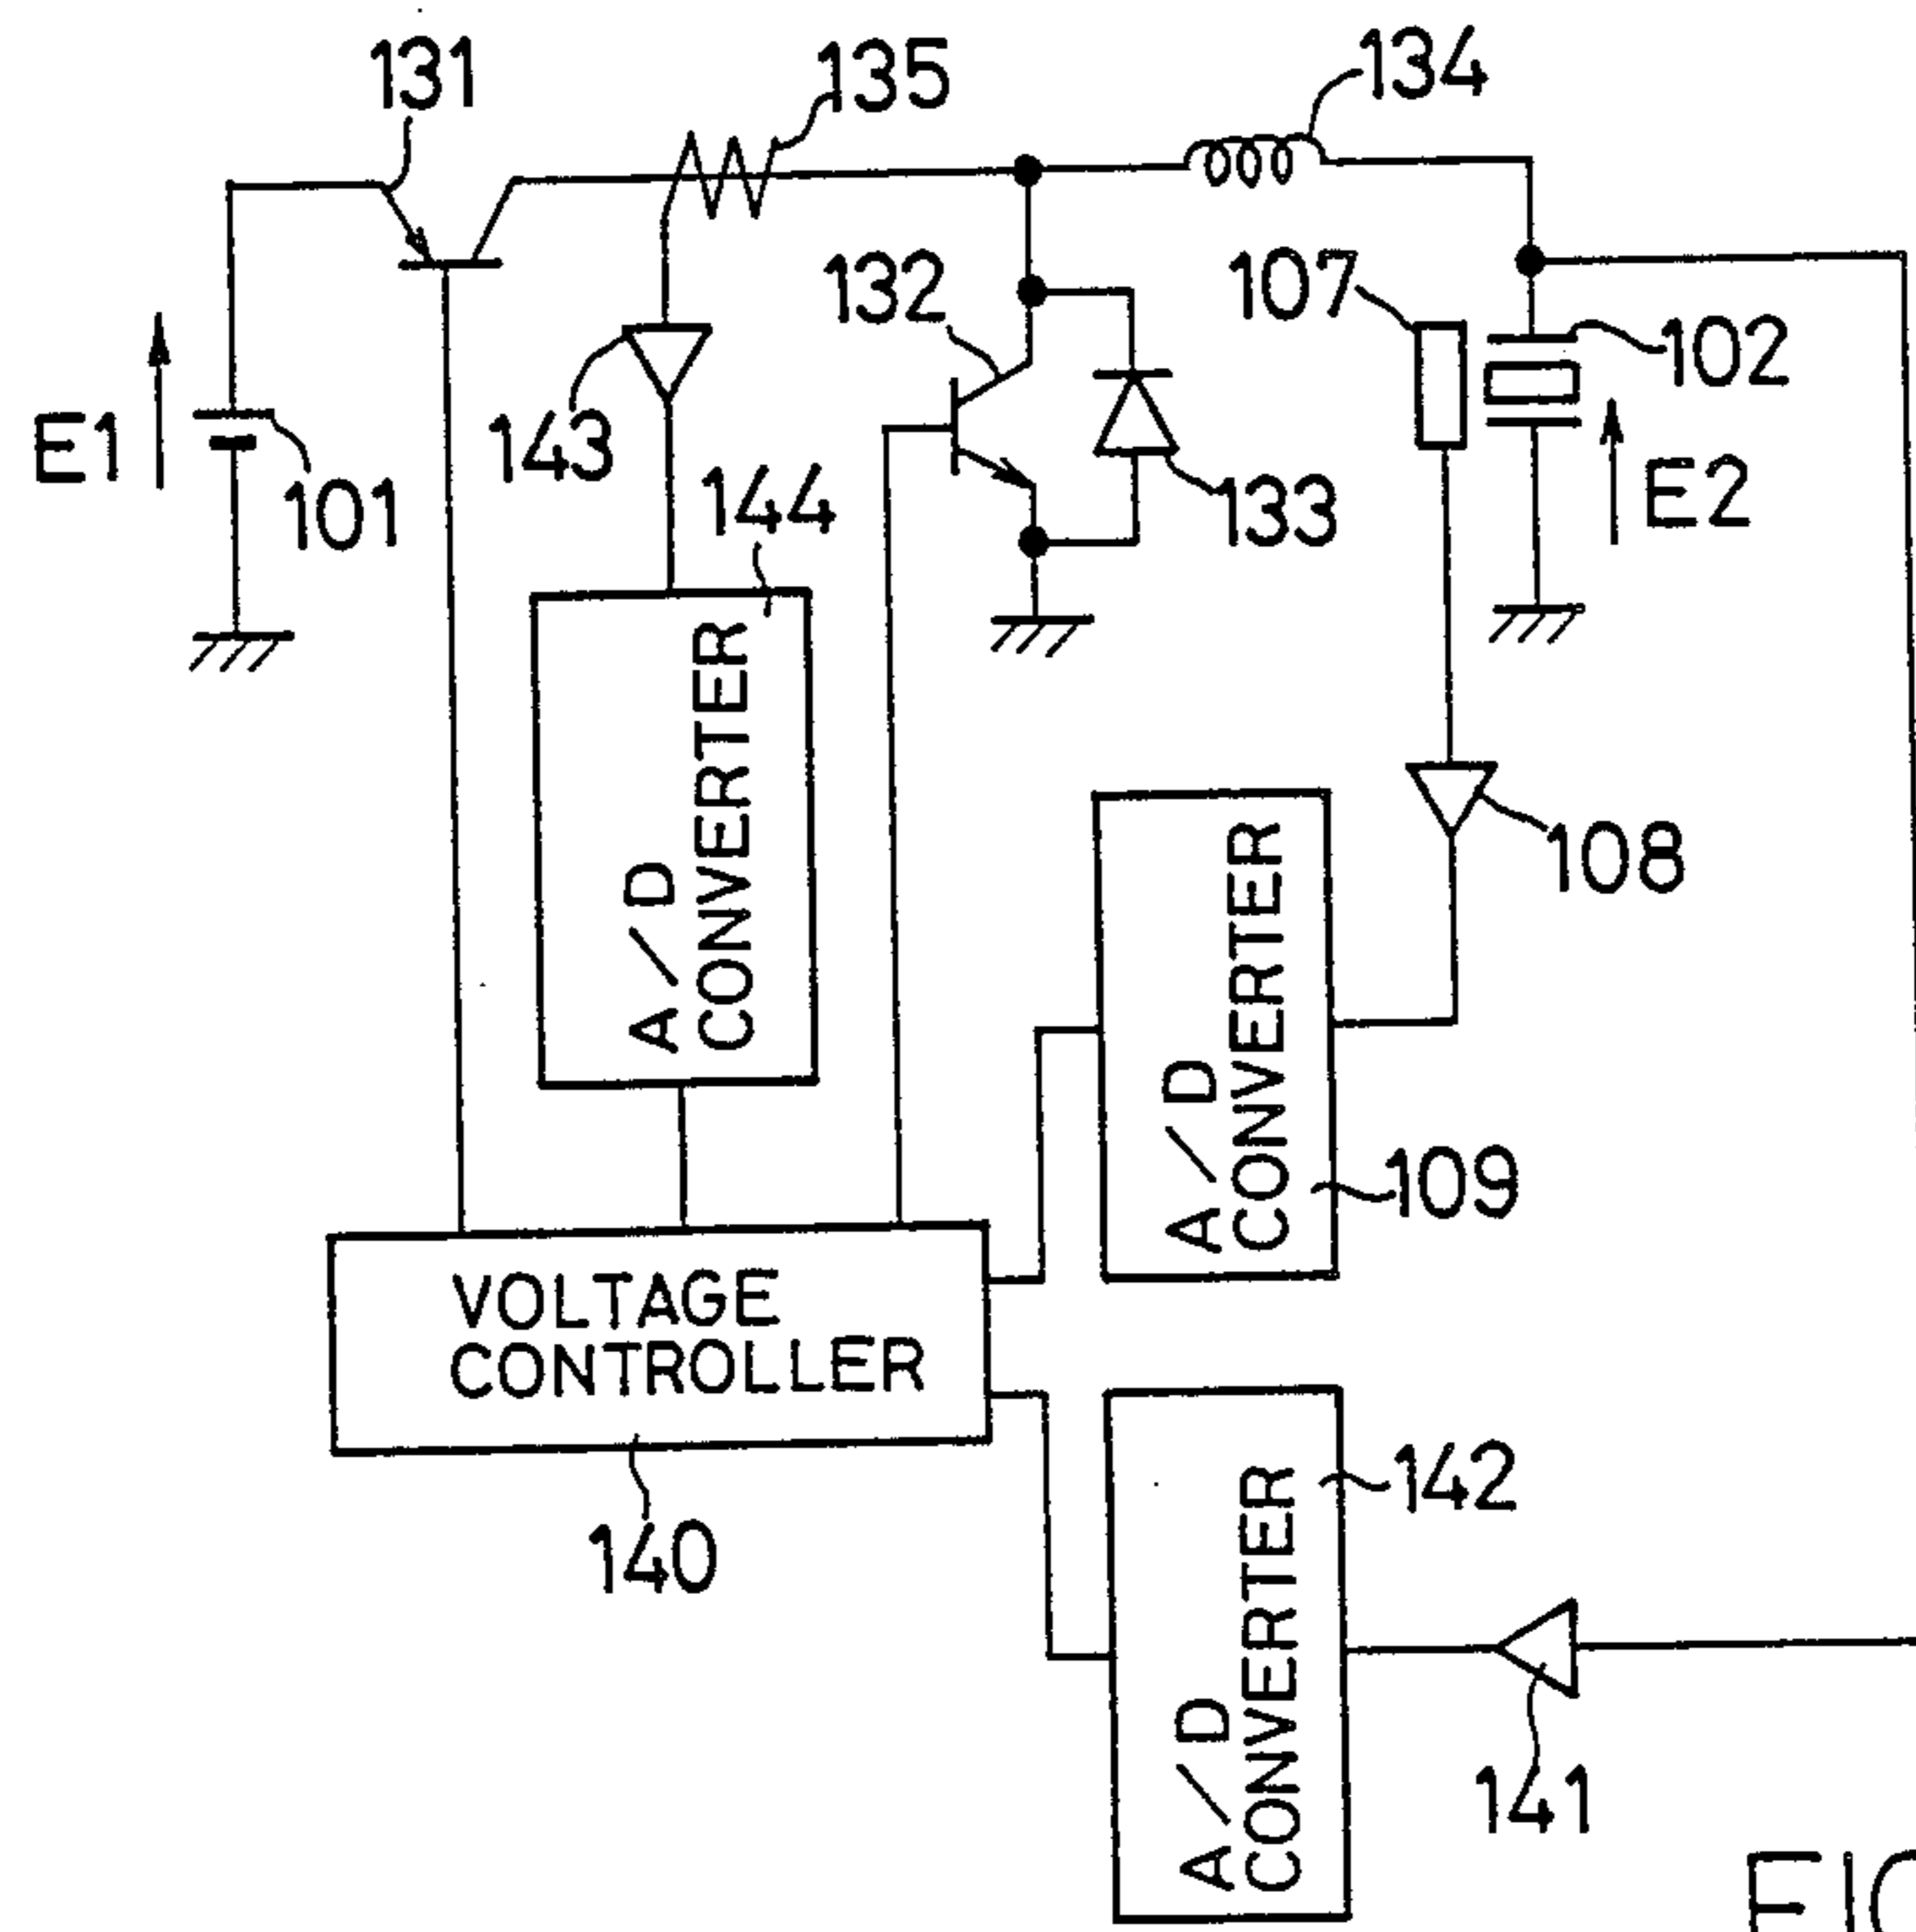 131
135
134
132
107
102
E1
101
143
144
133
E2
A/D
CONVERTER
108
A/D
CONVERTER
109
VOLTAGE
CONTROLLER
140
142
A/D
CONVERTER
141